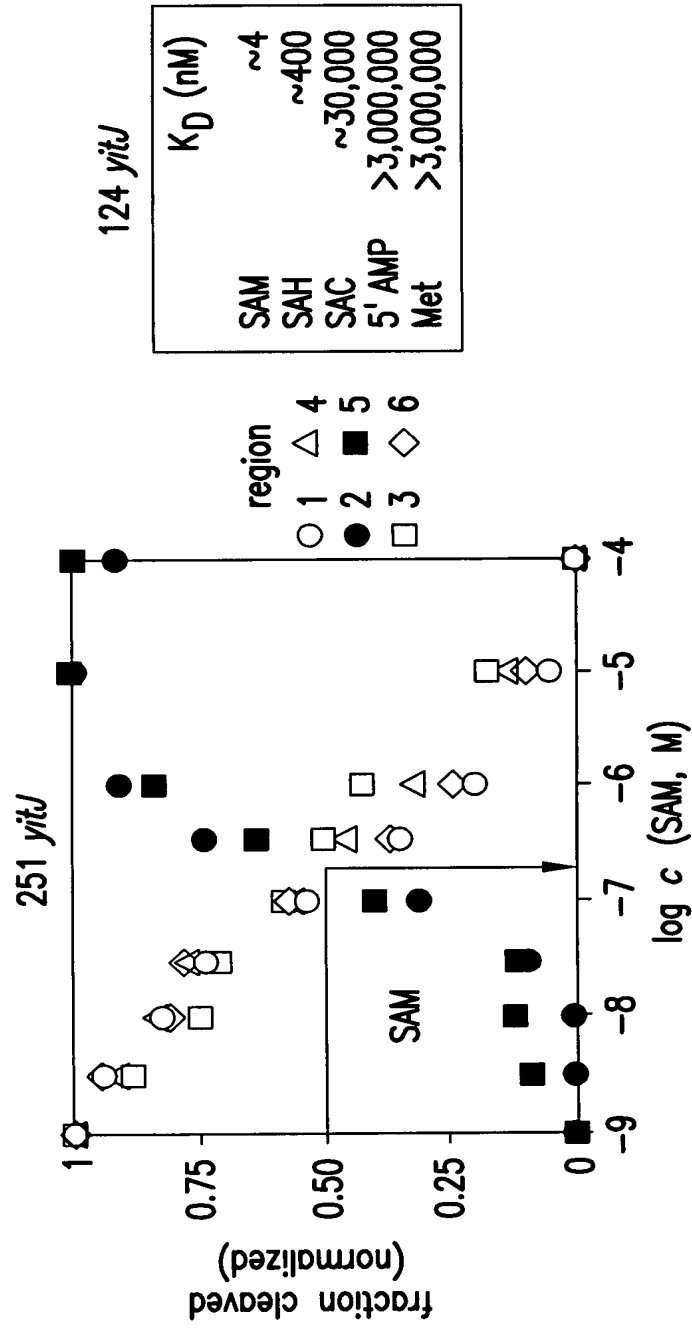 251 yitJ
fraction cleaved
(normalized)
1
0.75
0.50
0.25
0
SAM
-9
-8
-7
-6
-5
-4
log c (SAM, M)
region
1 4
2 5
3 6
124 yitJ
K_D (nM)
SAM ~4
SAH ~400
SAC ~30,000
5' AMP >3,000,000
Met >3,000,000